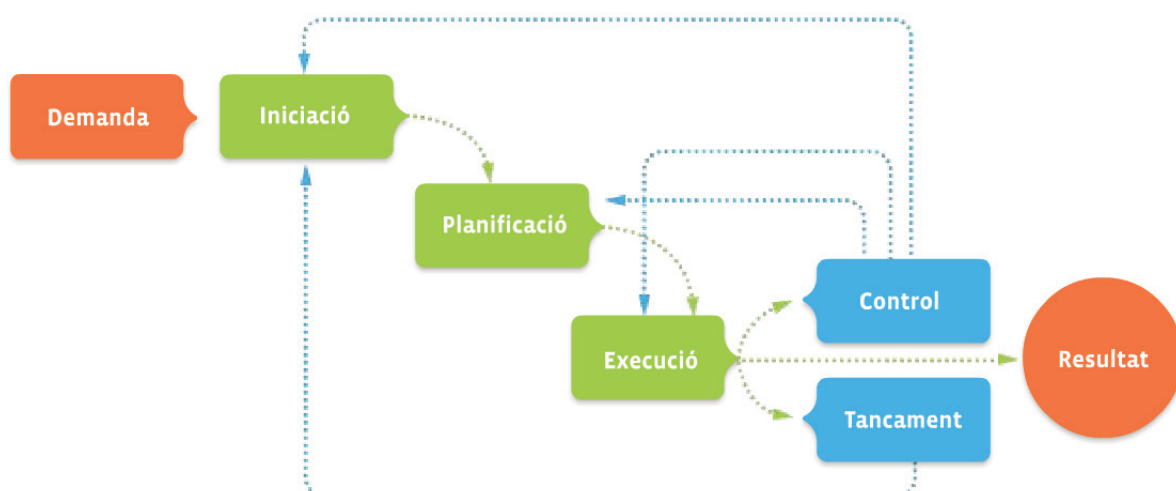 Demanda
Iniciació
Planificació
Execució
Control
Resultat
Tancament